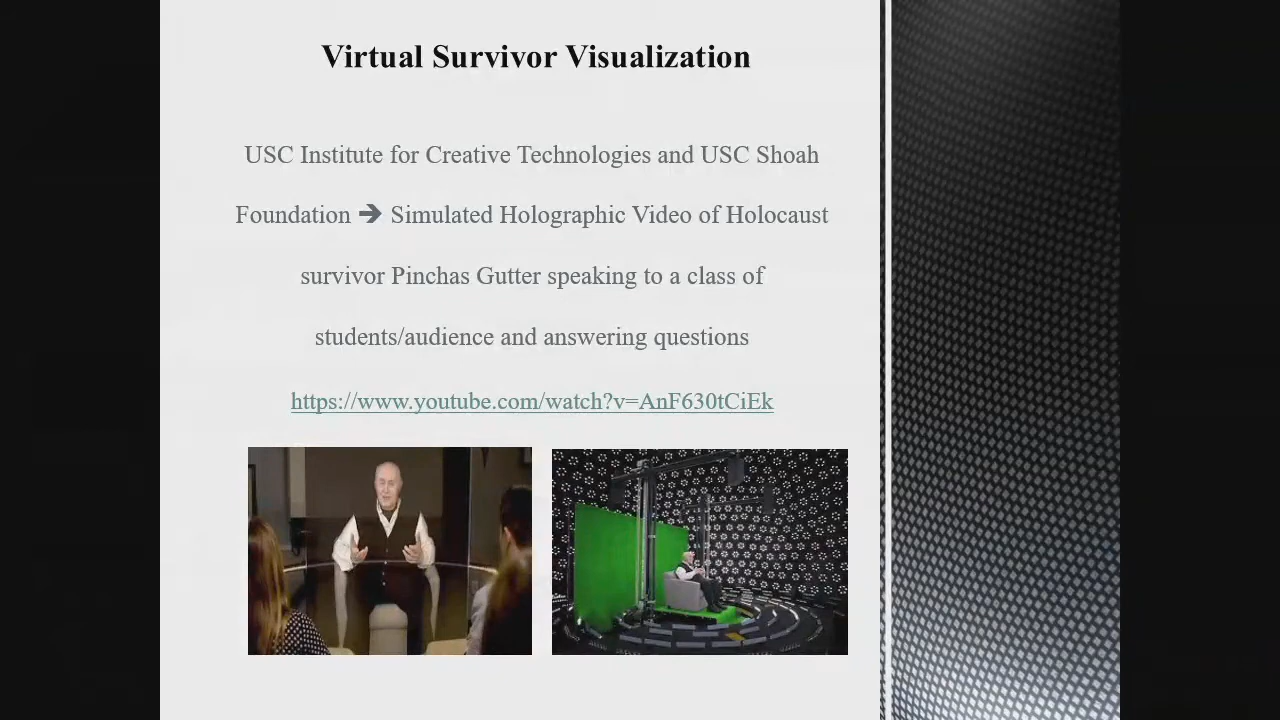 Virtual Survivor Visualization
USC Institute for Creative Technologies and USC Shoah
Foundation ➔ Simulated Holographic Video of Holocaust
survivor Pinchas Gutter speaking to a class of
students/audience and answering questions
https://www.youtube.com/watch?v=AnF630tCiEk